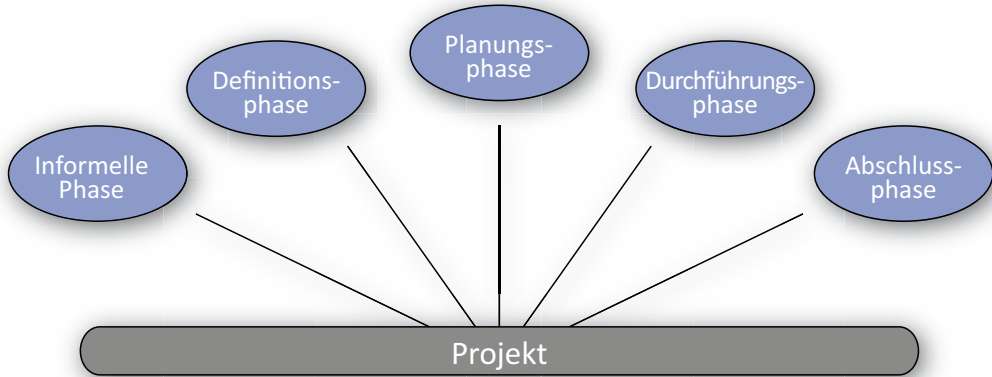 Informelle
Phase
Definitions-
phase
Planungs-
phase
Durchführungs-
phase
Abschluss-
phase
Projekt